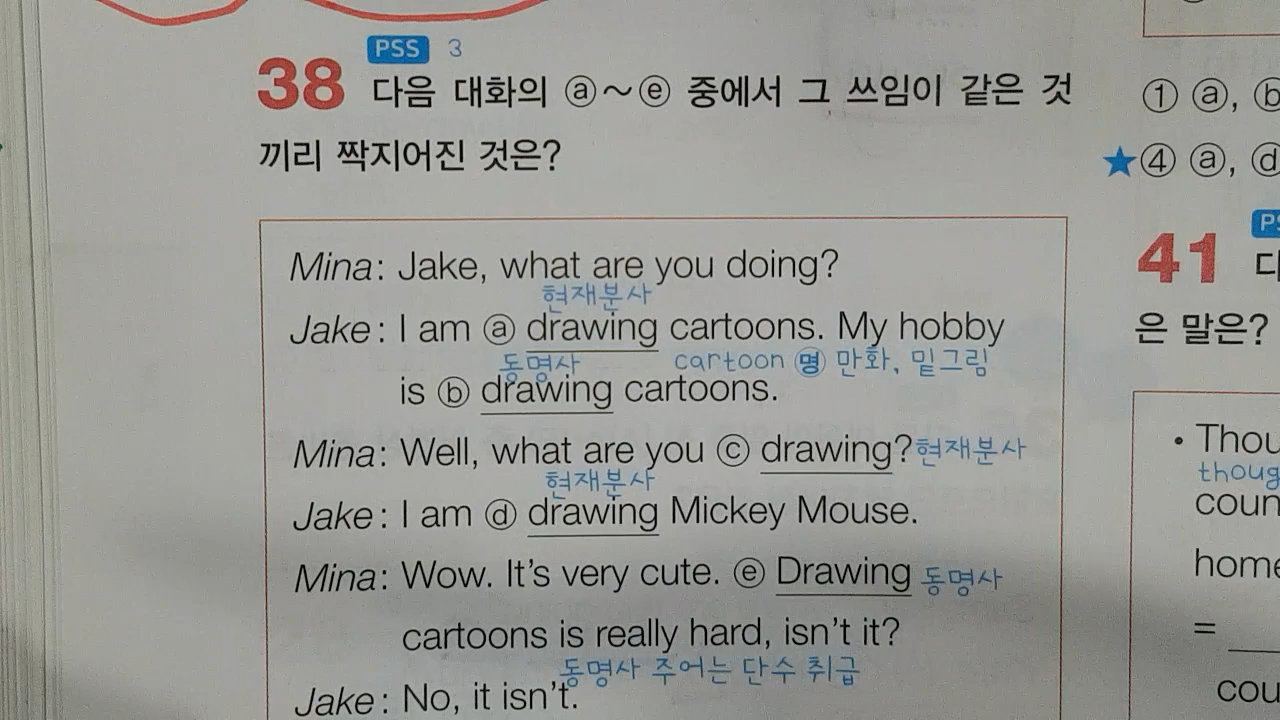 PSS 3
38 다음 대화의 ⓐ~ⓔ 중에서 그 쓰임이 같은 것
끼리 짝지어진 것은?
Mina: Jake, what are you doing?
현재분사
Jake: I am ⓐ drawing cartoons. My hobby
동명사 cartoon 명 만화, 밑그림
is ⓑ drawing cartoons.
Mina: Well, what are you ⓒ drawing? 현재분사
현재분사
Jake: I am ⓓ drawing Mickey Mouse.
Mina: Wow. It's very cute. ⓔ Drawing 동명사
cartoons is really hard, isn't it?
동명사 주어는 단수 취급
Jake: No, it isn't.
① ⓐ, ⓑ
★④ ⓐ, ⓓ
41
은 말은?
• Thou
thoug
coun
home
=
cou